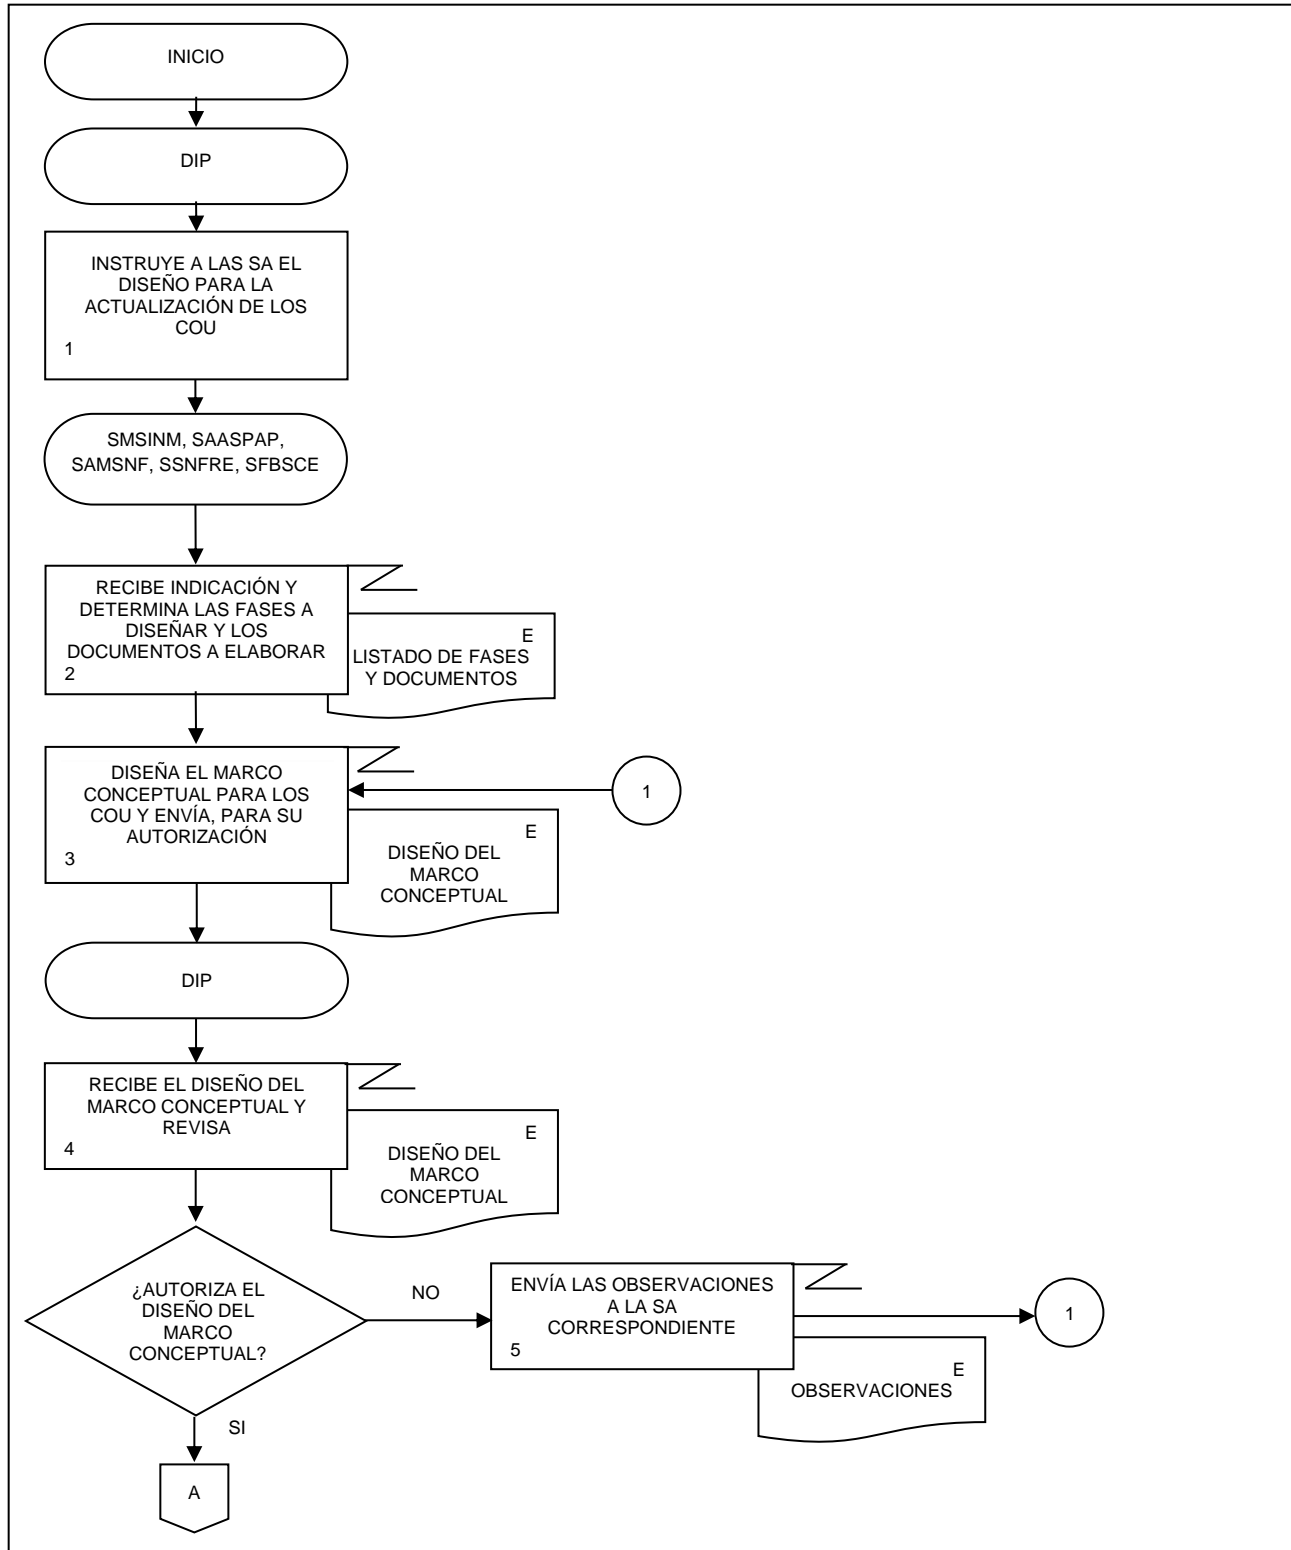 INICIO
DIP
INSTRUYE A LAS SA EL
DISEÑO PARA LA
ACTUALIZACIÓN DE LOS
COU
1
SMSINM, SAASPAP,
SAMSNF, SSNFRE, SFBSCE
RECIBE INDICACIÓN Y
DETERMINA LAS FASES A
DISEÑAR Y LOS
DOCUMENTOS A ELABORAR
2
E
LISTADO DE FASES
Y DOCUMENTOS
DISEÑA EL MARCO
CONCEPTUAL PARA LOS
COU Y ENVÍA, PARA SU
AUTORIZACIÓN
3
1
E
DISEÑO DEL
MARCO
CONCEPTUAL
DIP
RECIBE EL DISEÑO DEL
MARCO CONCEPTUAL Y
REVISA
4
E
DISEÑO DEL
MARCO
CONCEPTUAL
¿AUTORIZA EL
DISEÑO DEL
MARCO
CONCEPTUAL?
NO
ENVÍA LAS OBSERVACIONES
A LA SA
CORRESPONDIENTE
5
1
E
OBSERVACIONES
SI
A